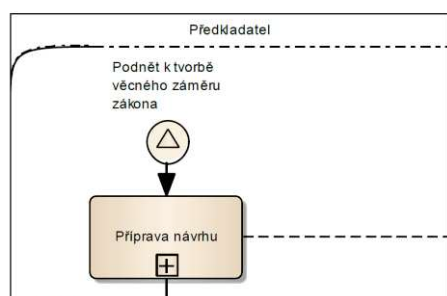 Předkladatel
Podnět k tvorbě
věcného záměru
zákona
Příprava návrhu